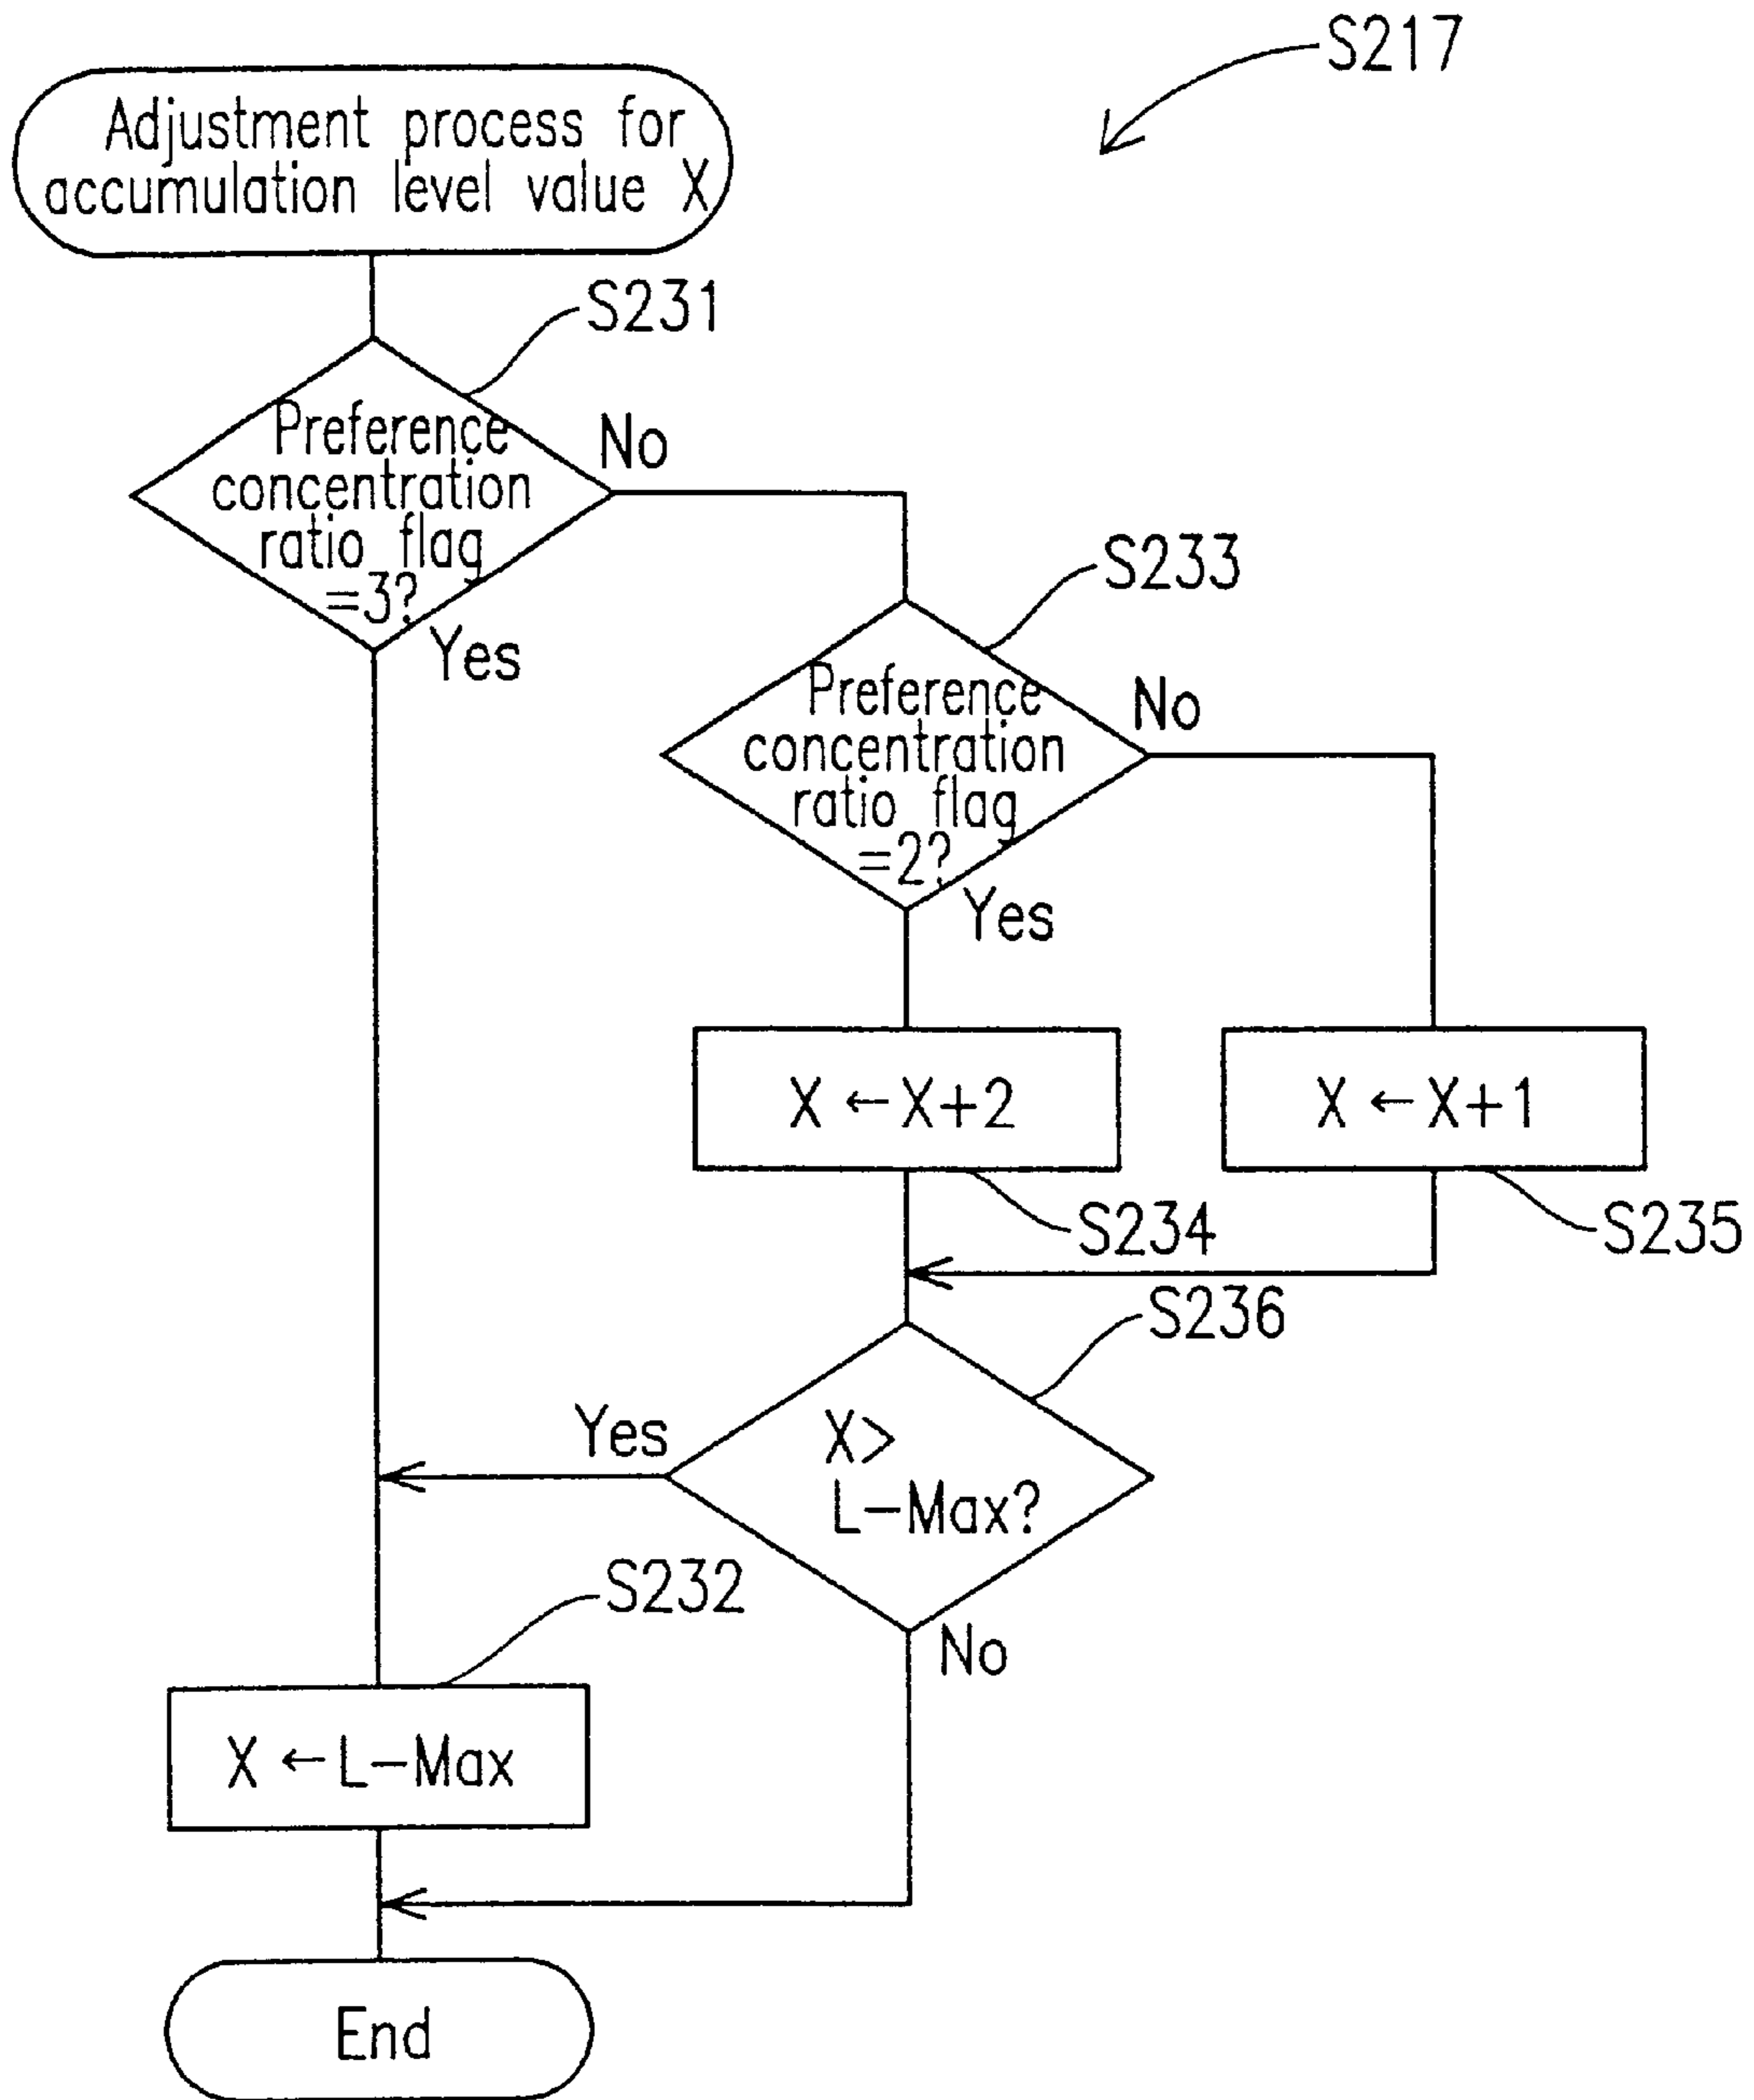 S217
Adjustment process for
accumulation level value X
S231
Preference
concentration
ratio flag
=3?
No
Yes
S233
Preference
concentration
ratio flag
=2?
No
Yes
X ← X+2
X ← X+1
S234
S235
S236
X>
L-Max?
Yes
No
S232
X ← L-Max
End